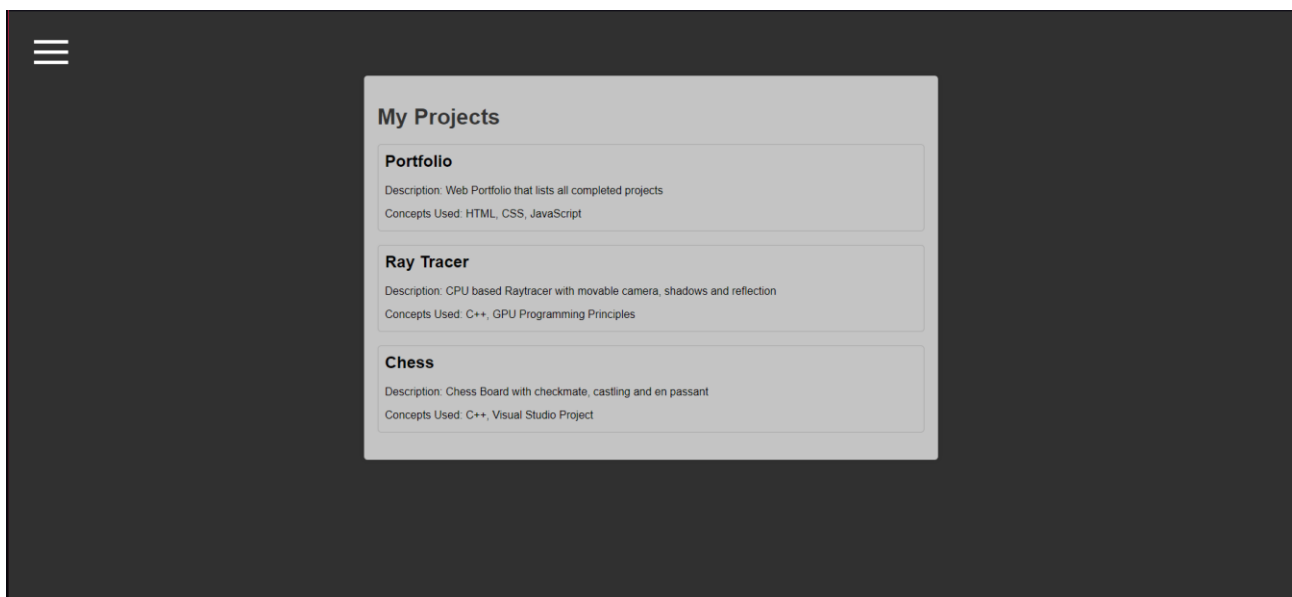 My Projects
Portfolio
Description: Web Portfolio that lists all completed projects
Concepts Used: HTML, CSS, JavaScript
Ray Tracer
Description: CPU based Raytracer with movable camera, shadows and reflection
Concepts Used: C++, GPU Programming Principles
Chess
Description: Chess Board with checkmate, castling and en passant
Concepts Used: C++, Visual Studio Project